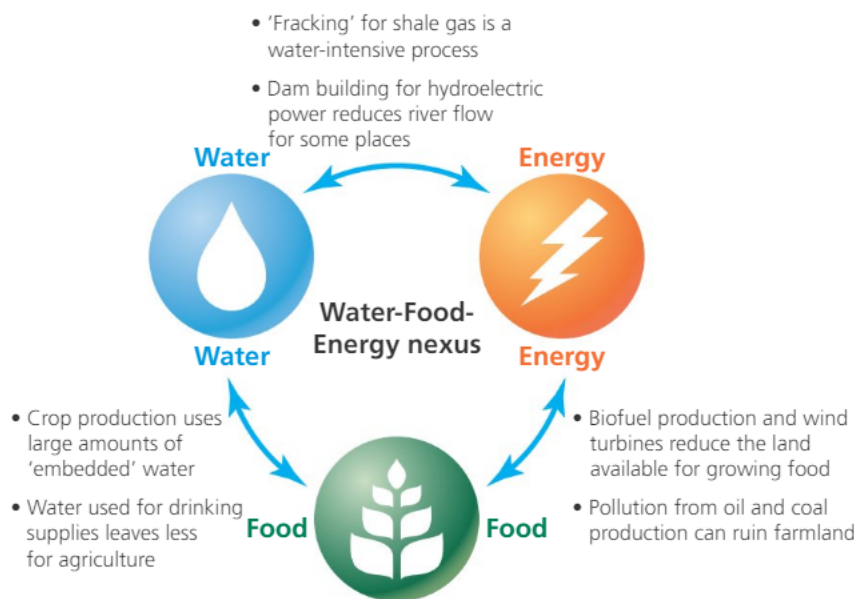 • ‘Fracking’ for shale gas is a
water-intensive process
• Dam building for hydroelectric
power reduces river flow
for some places
Water
Energy
Water-Food-
Energy nexus
Water
Energy
• Crop production uses
large amounts of
‘embedded’ water
• Water used for drinking
supplies leaves less
for agriculture
• Biofuel production and wind
turbines reduce the land
available for growing food
• Pollution from oil and coal
production can ruin farmland
Food
Food